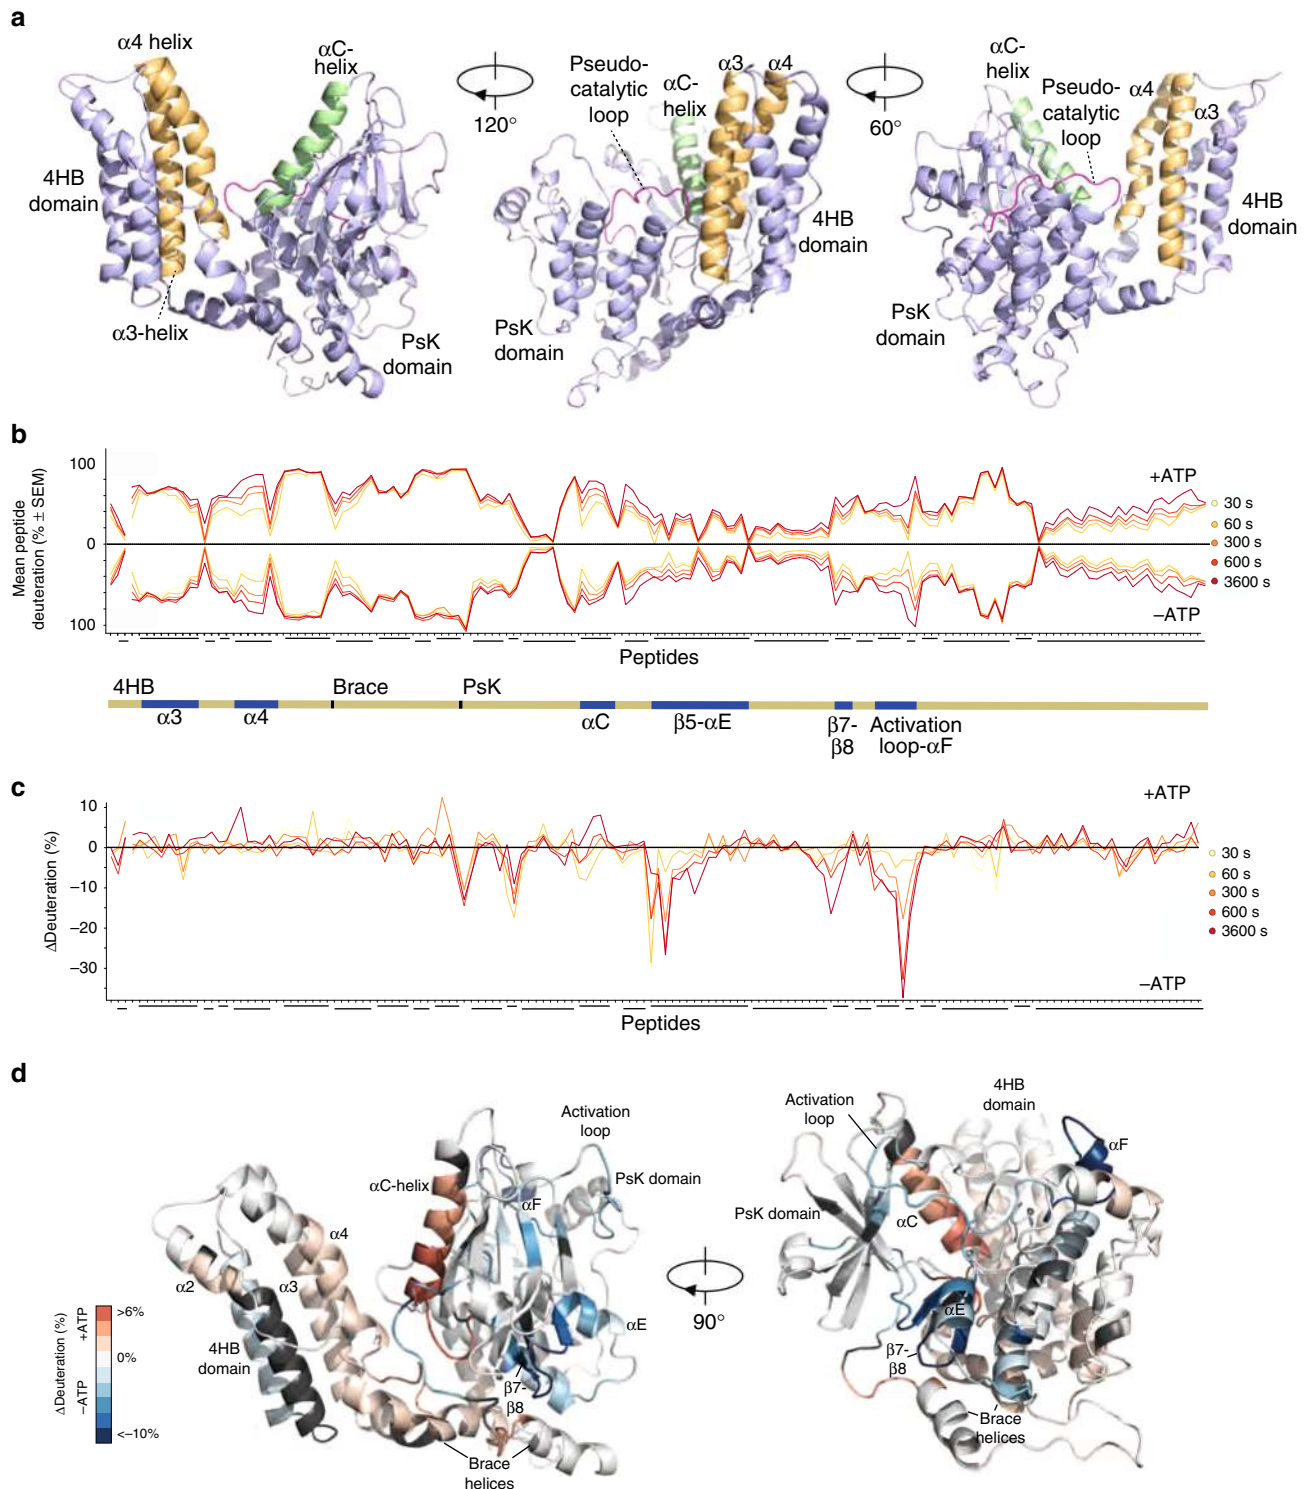 a
α4 helix
αC-
helix
4HB
domain
α3-helix
PsK
domain
120°
Pseudo-
catalytic
loop
αC-
helix
α3
α4
4HB
domain
PsK
domain
60°
αC-
helix
Pseudo-
catalytic
loop
α4
α3
4HB
domain
PsK
domain
b
Mean peptide
deuteration (% ± SEM)
100
0
100
+ATP
–ATP
30 s
60 s
300 s
600 s
3600 s
Peptides
4HB
Brace
PsK
α3
α4
αC
β5-αE
β7-
β8
Activation
loop-αF
c
ΔDeuteration (%)
10
0
–10
–20
–30
+ATP
–ATP
30 s
60 s
300 s
600 s
3600 s
Peptides
d
Activation
loop
PsK domain
αC-helix
αF
α4
α2
α3
4HB
domain
αE
β7-
β8
Brace
helices
ΔDeuteration (%)
–ATP
+ATP
>6%
0%
<–10%
90°
4HB
domain
Activation
loop
αF
PsK domain
αC
αE
β7-
β8
Brace
helices